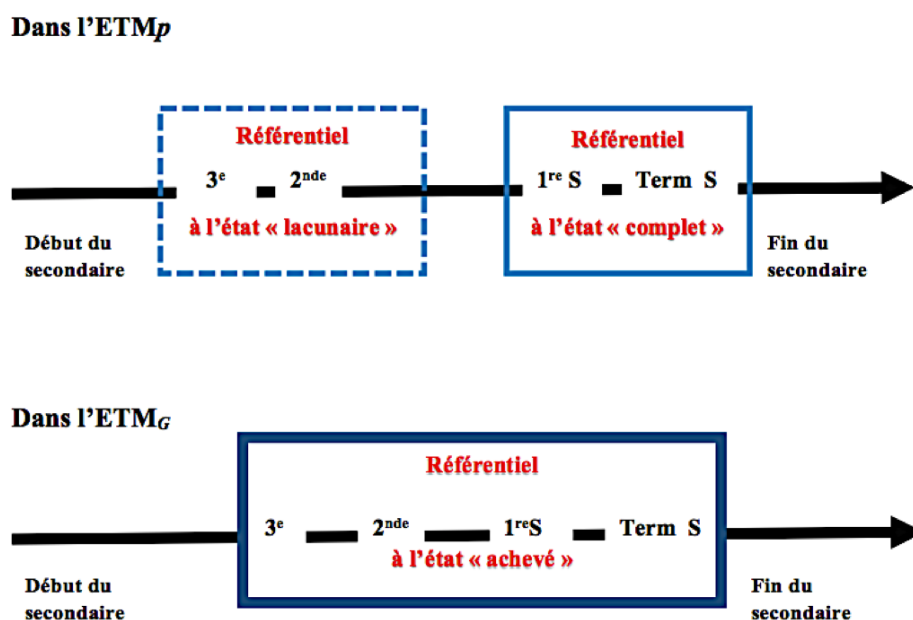 Dans l’ETMp
Référentiel
3e 2nde
à l’état « lacunaire »
Référentiel
1re S Term S
à l’état « complet »
Début du
secondaire
Fin du
secondaire
Dans l’ETMG
Référentiel
3e 2nde 1reS Term S
à l’état « achevé »
Début du
secondaire
Fin du
secondaire